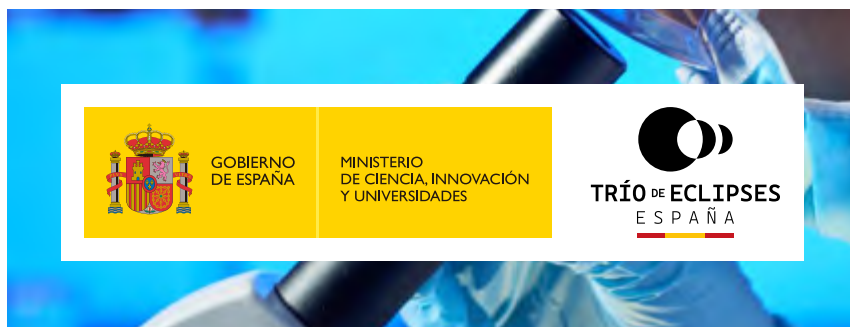 GOBIERNO
DE ESPAÑA
MINISTERIO
DE CIENCIA, INNOVACIÓN
Y UNIVERSIDADES
TRÍO DE ECLIPSES
ESPAÑA